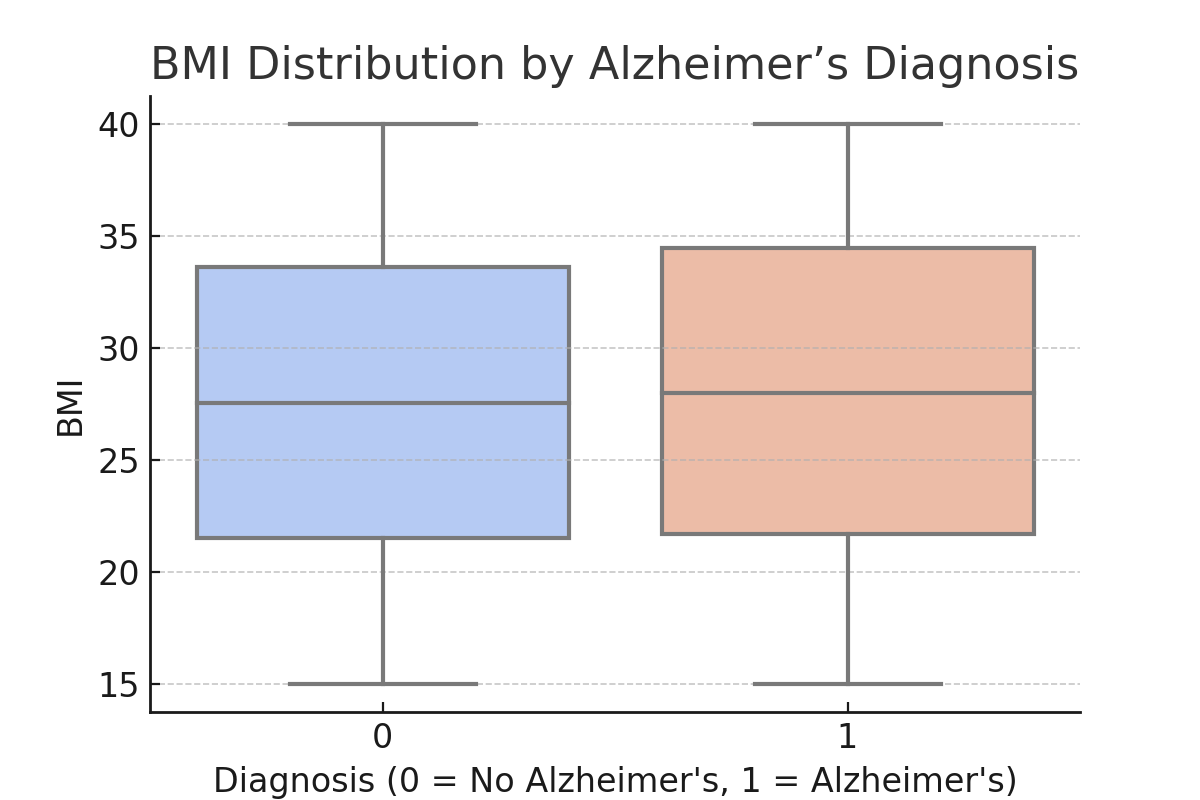 BMI Distribution by Alzheimer’s Diagnosis
40
35
30
25
20
15
BMI
0
1
Diagnosis (0 = No Alzheimer's, 1 = Alzheimer's)